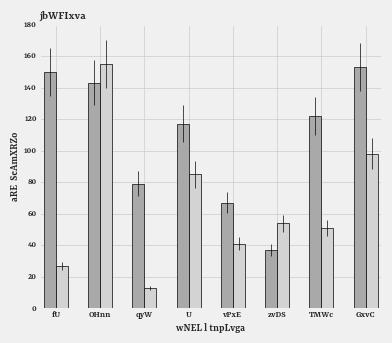 jbWFIxva
180
160
140
120
100
80
60
40
20
0
aRE ScAmXRZo
fU OHnn qyW U vPxE zvDS TMWc GxvC
wNEL l tnpLvga